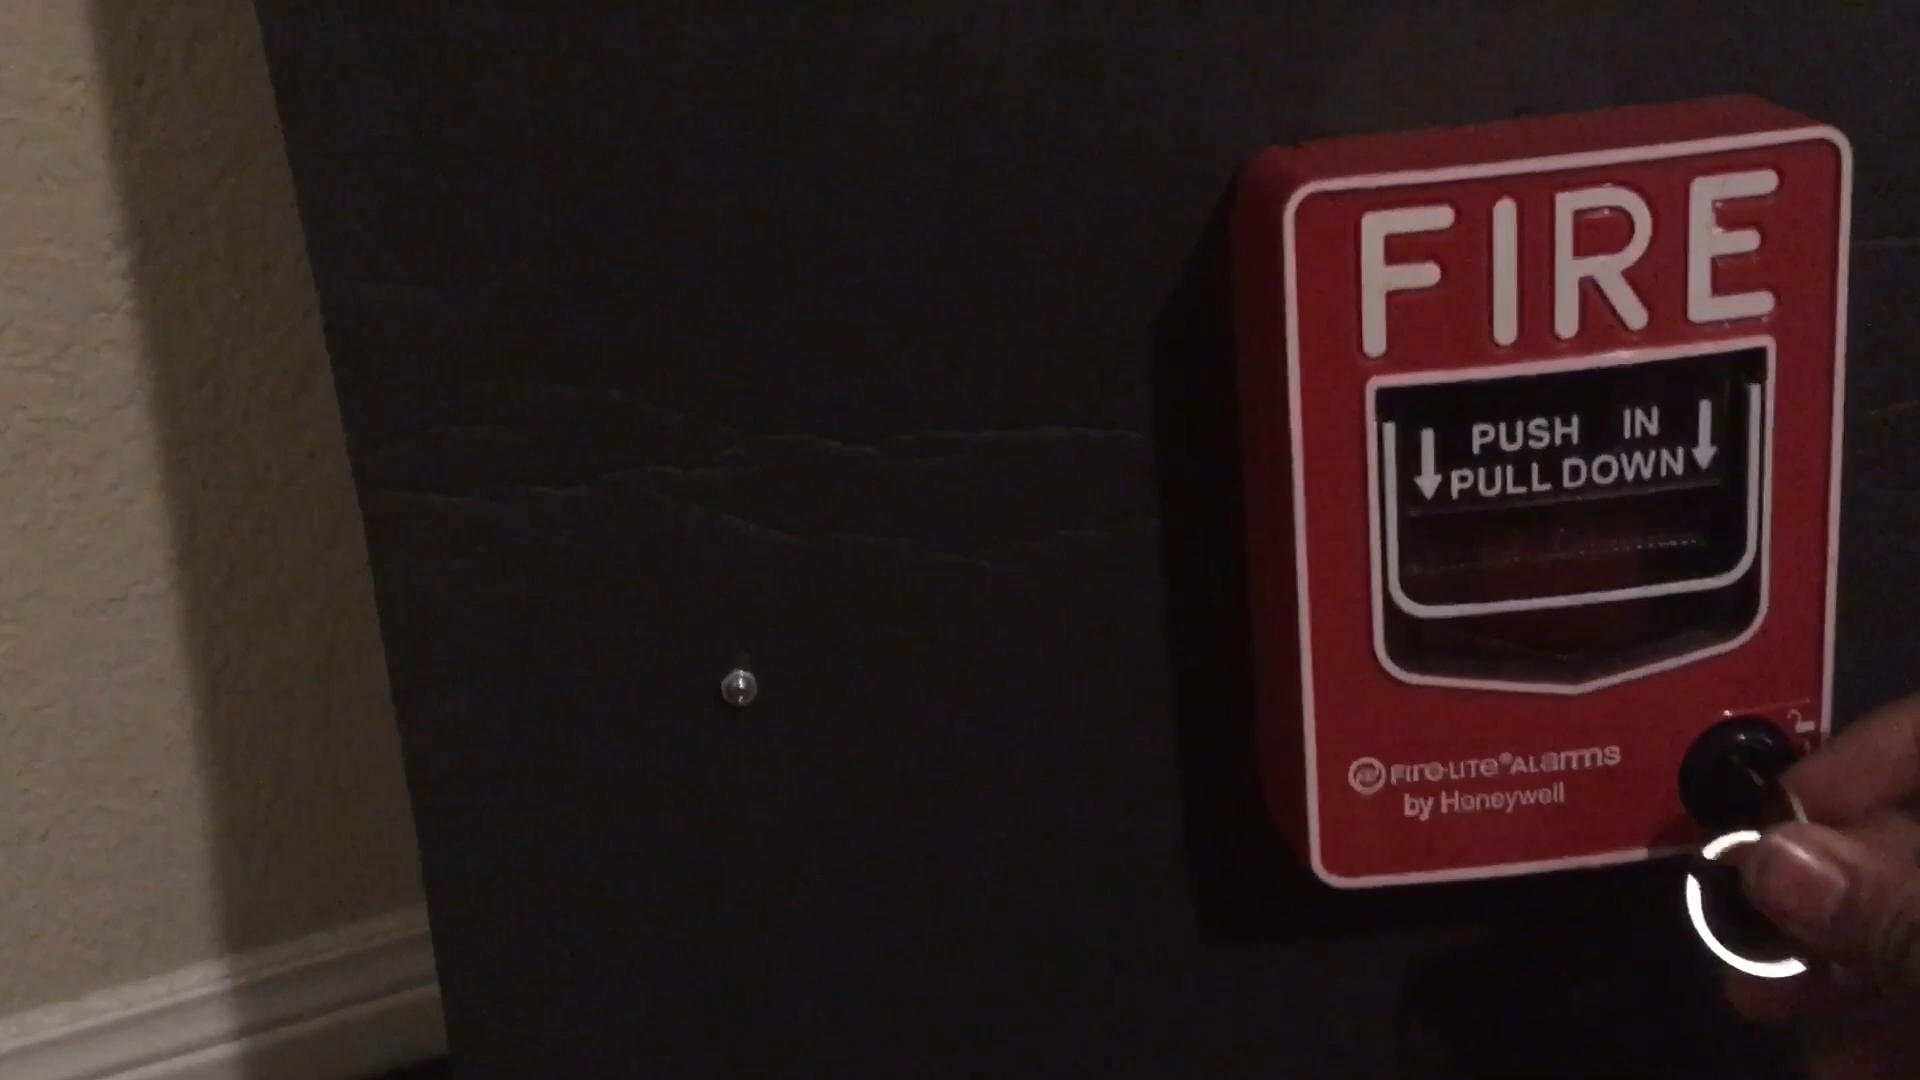 FIRE
PUSH IN
PULL DOWN
Fire-Lite® Alarms
by Honeywell